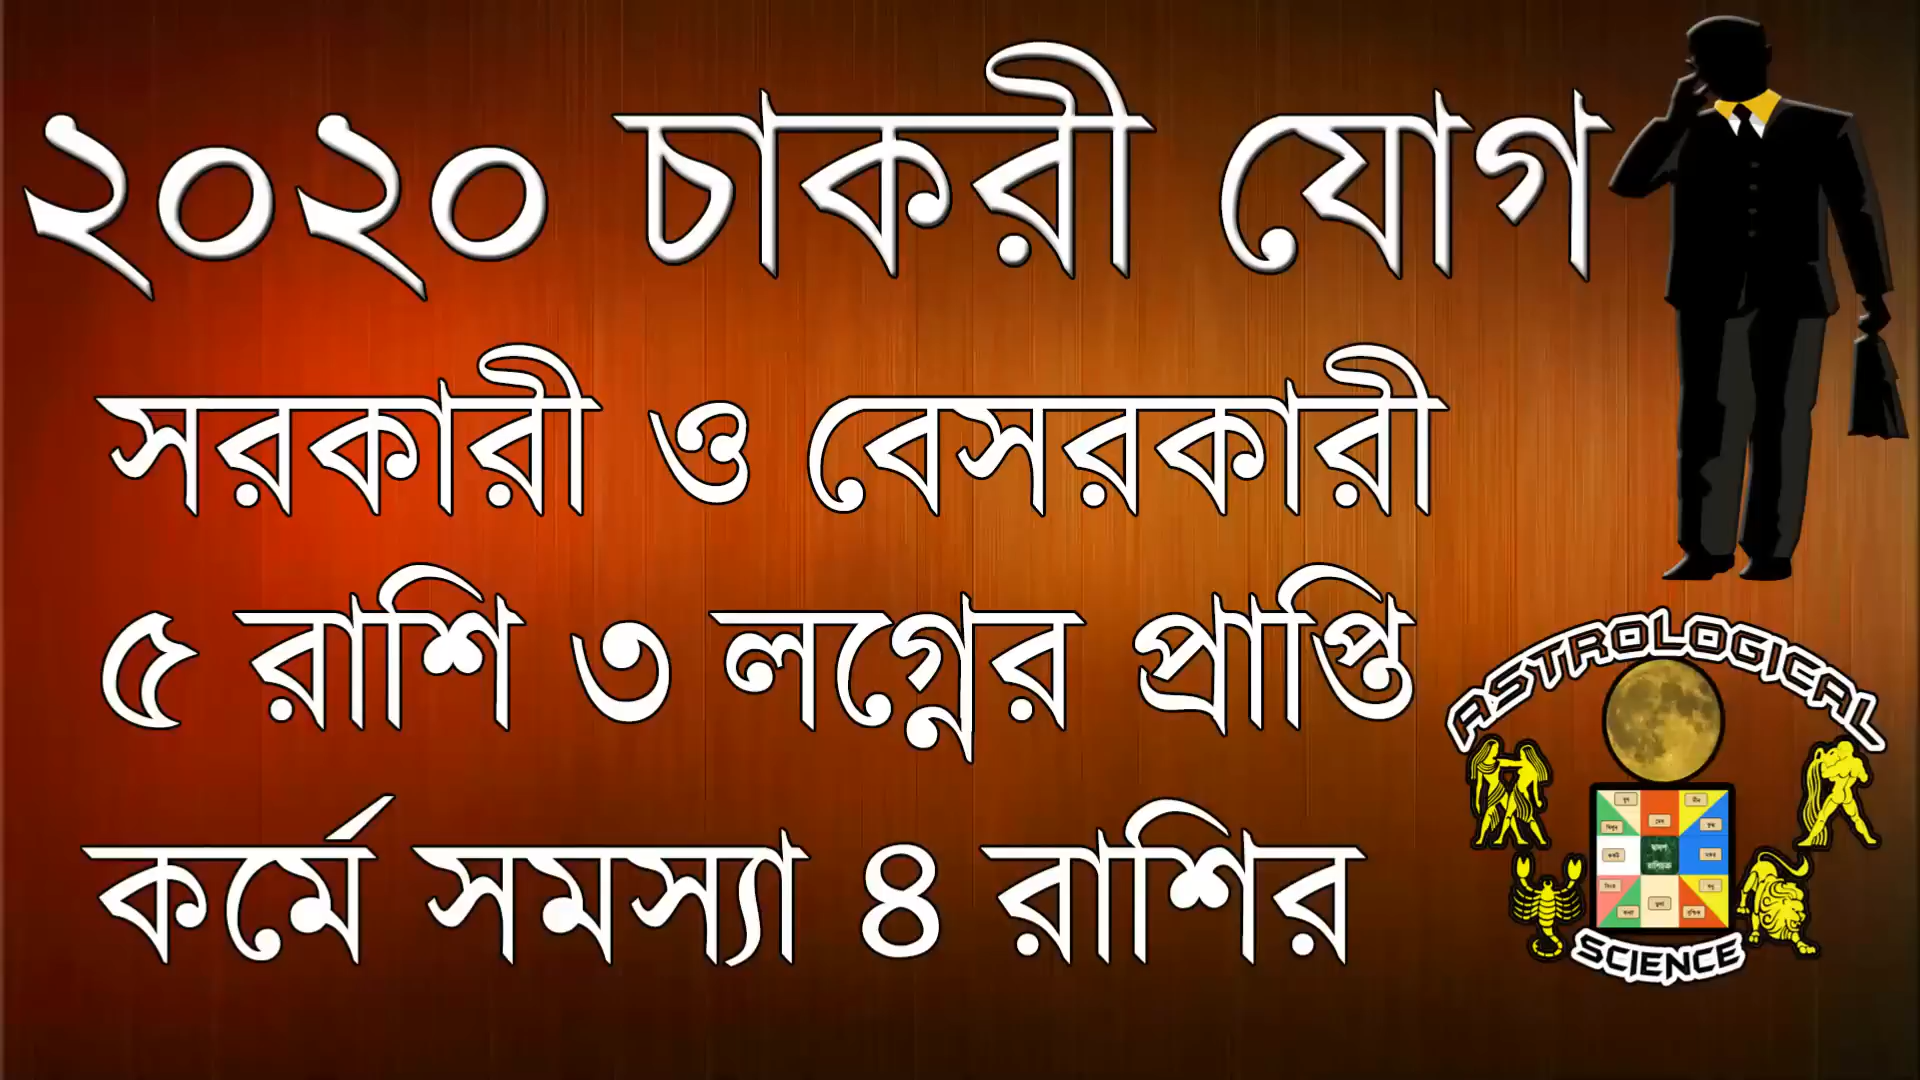 ২০২০ চাকরী যোগ
সরকারী ও বেসরকারী
৫ রাশি ৩ লগ্নের প্রাপ্তি
কর্মে সমস্যা ৪ রাশির
ASTROLOGICAL
SCIENCE